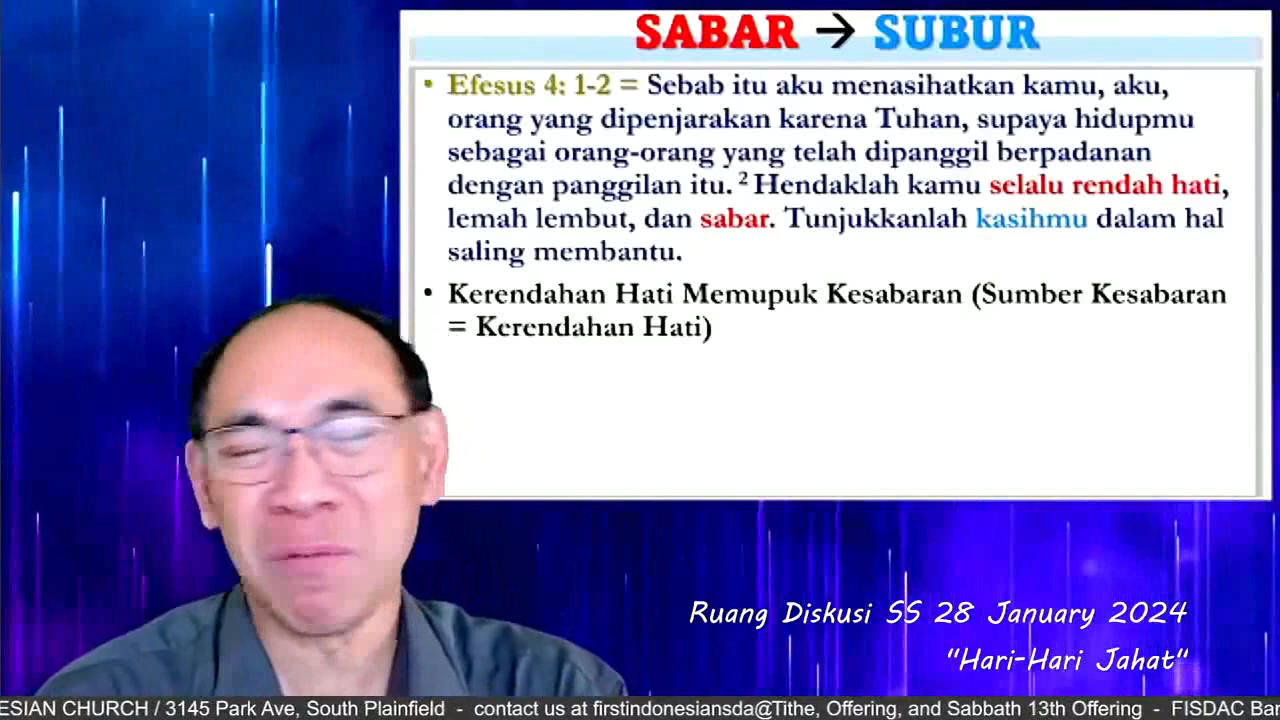 SABAR → SUBUR
• Efesus 4: 1-2 = Sebab itu aku menasihatkan kamu, aku,
orang yang dipenjarakan karena Tuhan, supaya hidupmu
sebagai orang-orang yang telah dipanggil berpadanan
dengan panggilan itu. ² Hendaklah kamu selalu rendah hati,
lemah lembut, dan sabar. Tunjukkanlah kasihmu dalam hal
saling membantu.
• Kerendahan Hati Memupuk Kesabaran (Sumber Kesabaran
= Kerendahan Hati)
Ruang Diskusi SS 28 January 2024
"Hari-Hari Jahat"
ESIAN CHURCH / 3145 Park Ave, South Plainfield - contact us at firstindonesiansda@Tithe, Offering, and Sabbath 13th Offering - FISDAC Ban